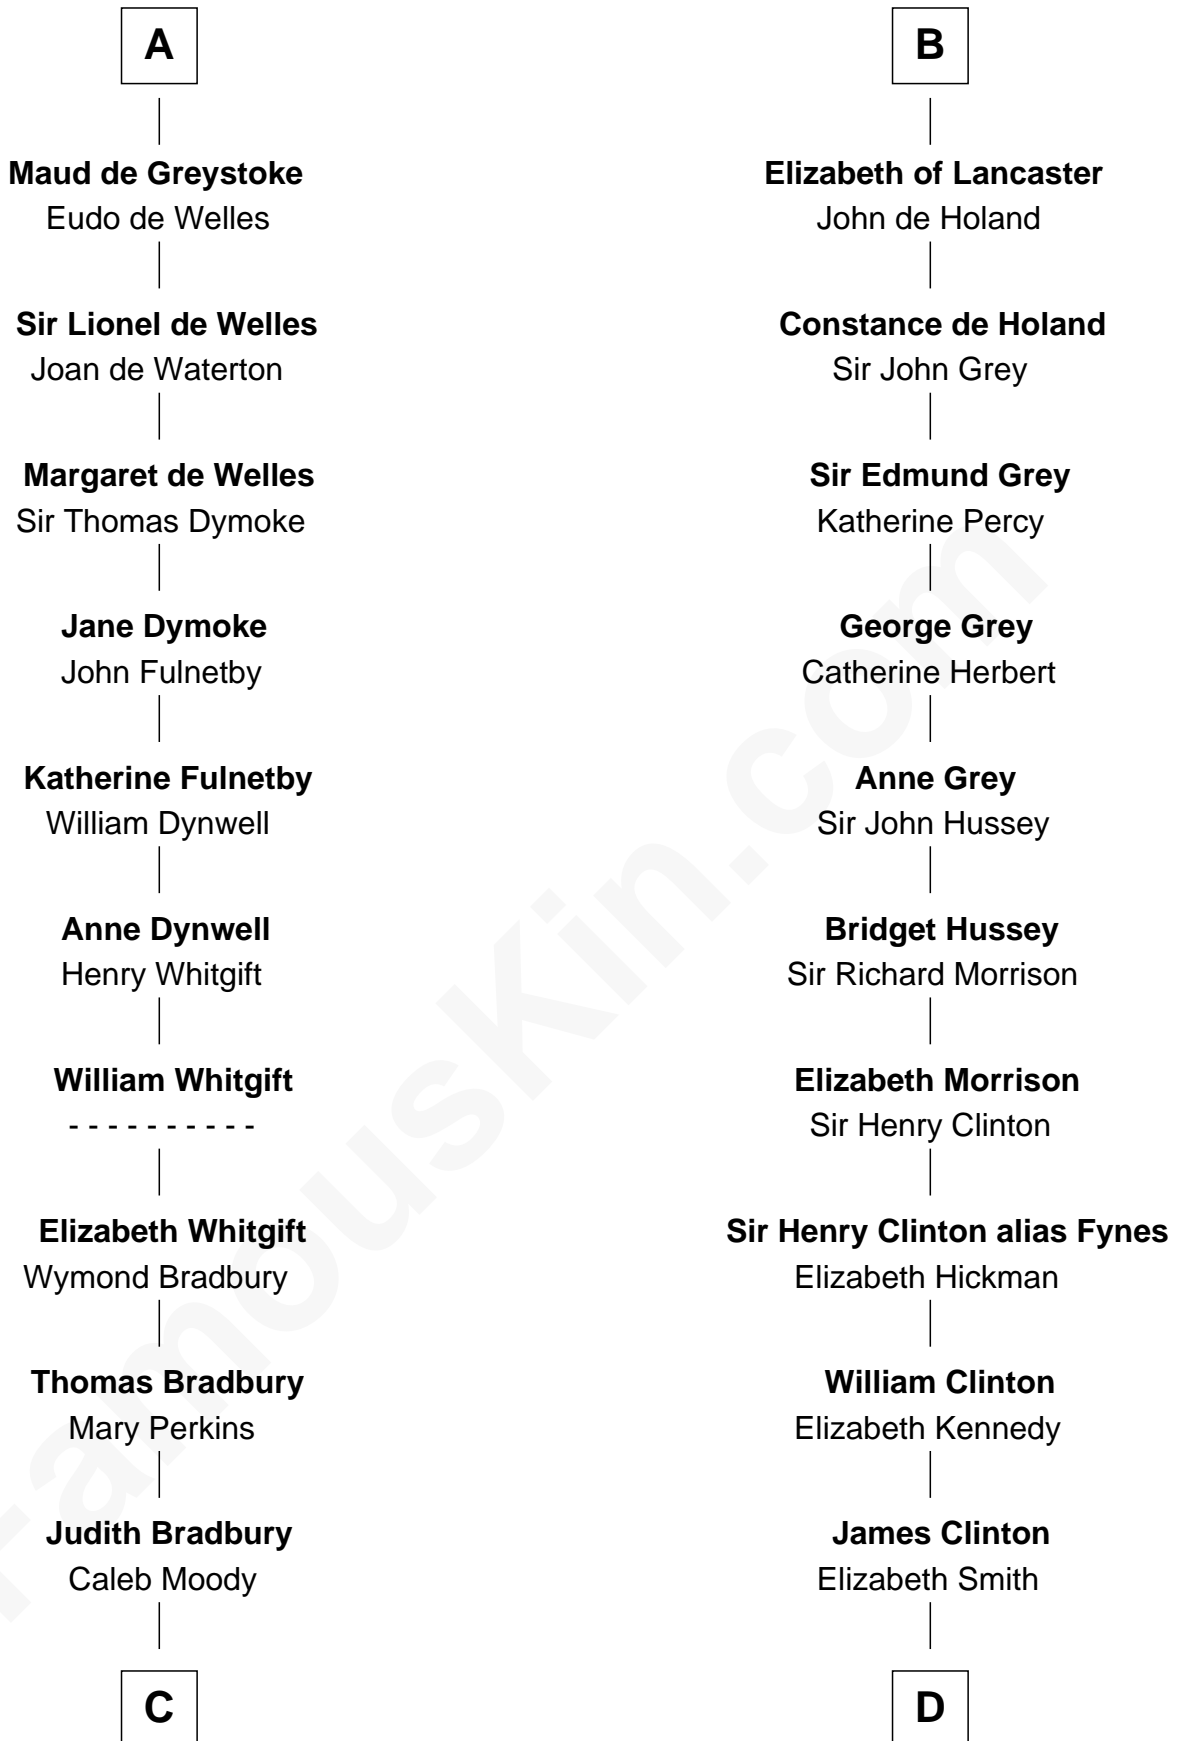 A
Maud de Greystoke
Eudo de Welles
Sir Lionel de Welles
Joan de Waterton
Margaret de Welles
Sir Thomas Dymoke
Jane Dymoke
John Fulnetby
Katherine Fulnetby
William Dynwell
Anne Dynwell
Henry Whitgift
William Whitgift
- - - - - - - - - -
Elizabeth Whitgift
Wymond Bradbury
Thomas Bradbury
Mary Perkins
Judith Bradbury
Caleb Moody
C
B
Elizabeth of Lancaster
John de Holand
Constance de Holand
Sir John Grey
Sir Edmund Grey
Katherine Percy
George Grey
Catherine Herbert
Anne Grey
Sir John Hussey
Bridget Hussey
Sir Richard Morrison
Elizabeth Morrison
Sir Henry Clinton
Sir Henry Clinton alias Fynes
Elizabeth Hickman
William Clinton
Elizabeth Kennedy
James Clinton
Elizabeth Smith
D
FamousKin.com